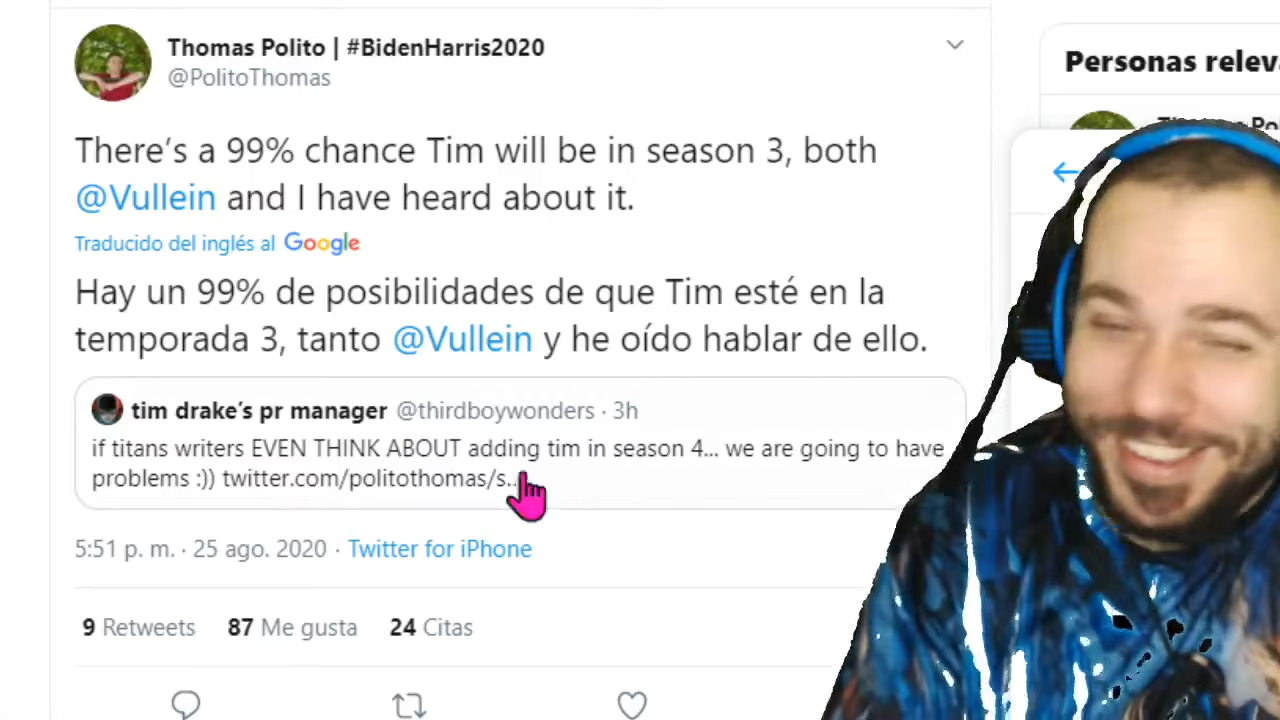 Thomas Polito | #BidenHarris2020
@PolitoThomas
Personas releva
There's a 99% chance Tim will be in season 3, both
@Vullein and I have heard about it.
Traducido del inglés al Google
Hay un 99% de posibilidades de que Tim esté en la
temporada 3, tanto @Vullein y he oído hablar de ello.
tim drake's pr manager @thirdboywonders · 3h
if titans writers EVEN THINK ABOUT adding tim in season 4... we are going to have
problems :)) twitter.com/politothomas/s...
5:51 p. m. · 25 ago. 2020 · Twitter for iPhone
9 Retweets 87 Me gusta 24 Citas